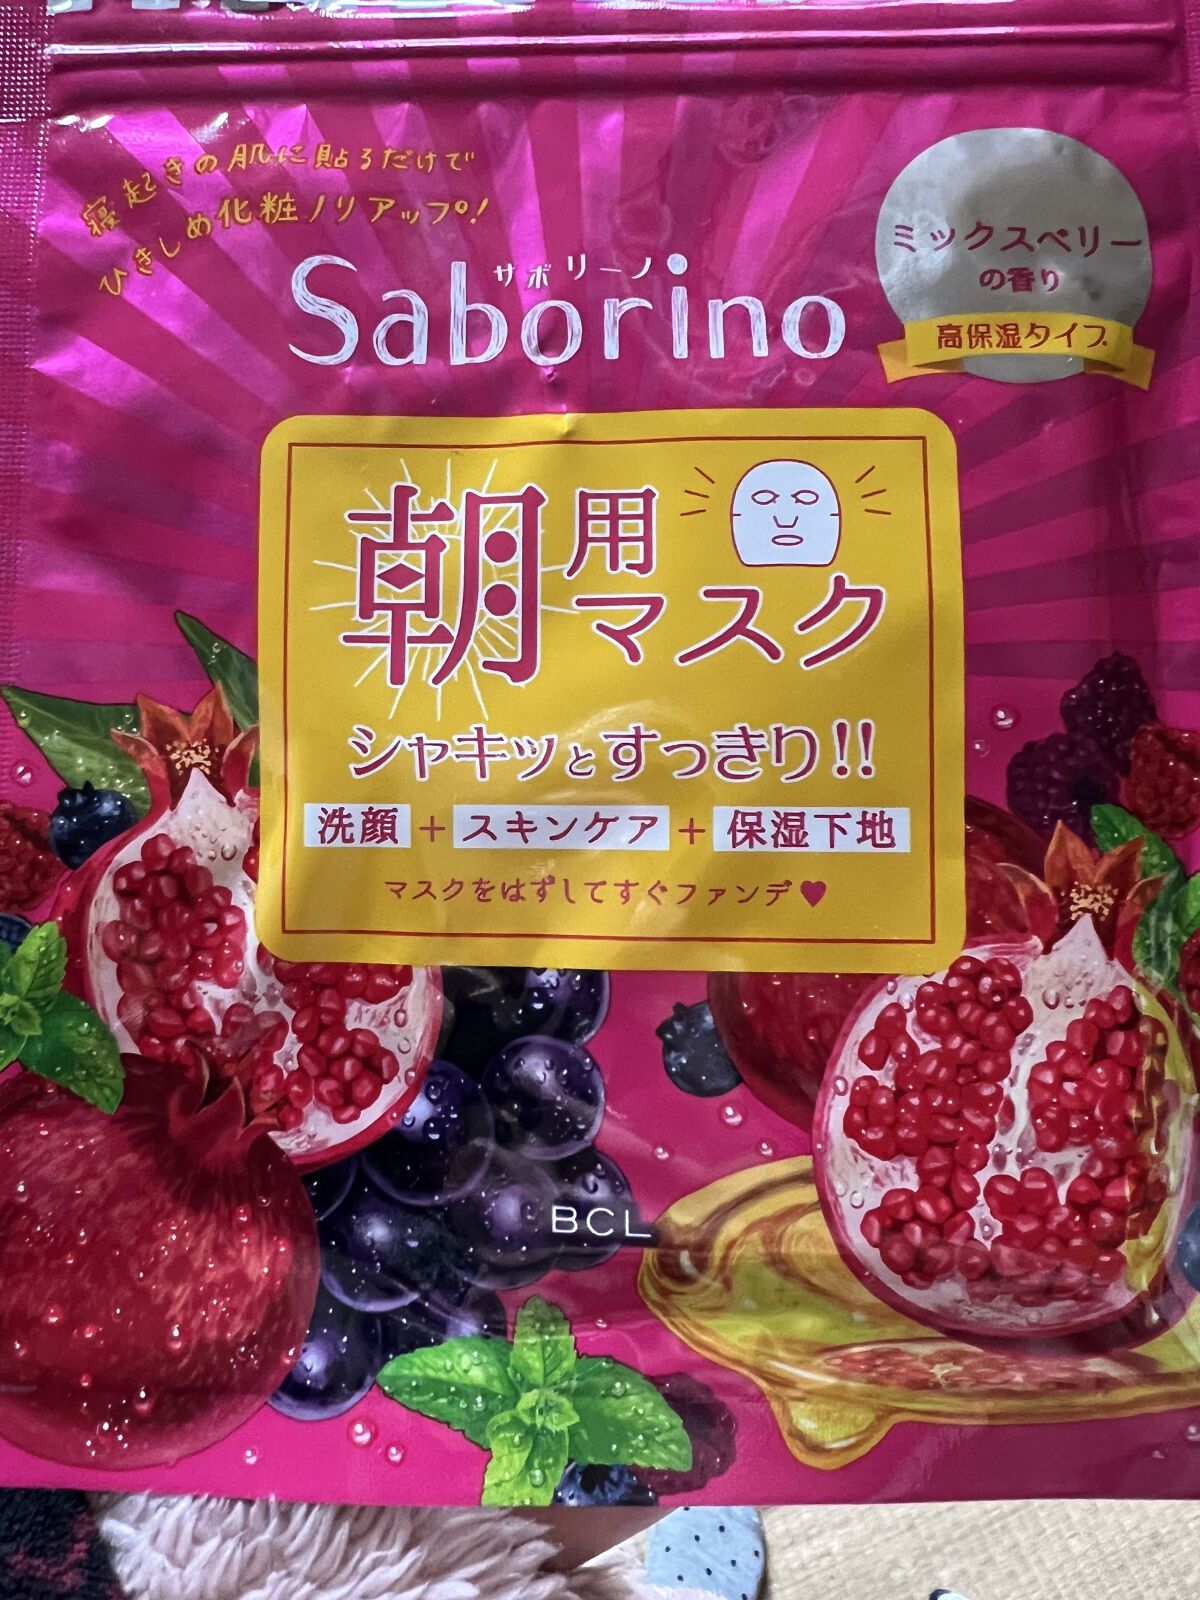 寝起きの肌に貼るだけで
ひきしめ化粧ノリアップ!
サボリーノ
Saborino
ミックスベリー
の香り
高保湿タイプ
朝用
マスク
シャキッとすっきり!!
洗顔 + スキンケア + 保湿下地
マスクをはずしてすぐファンデ♥
BCL